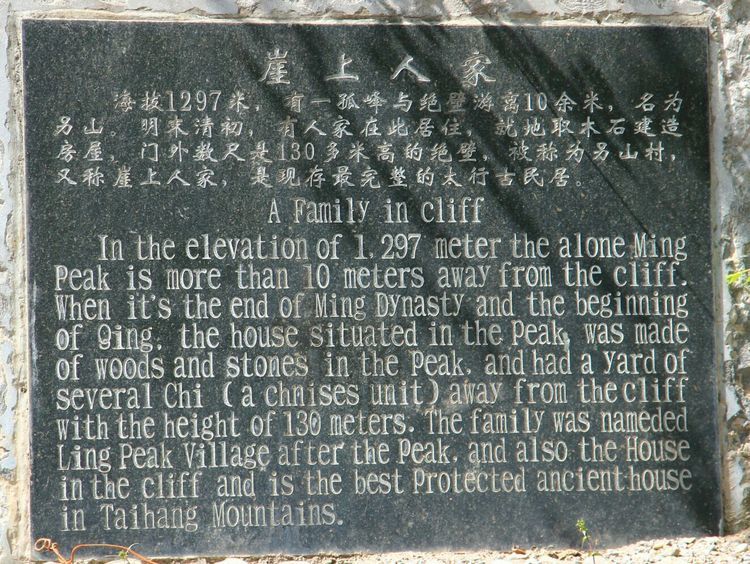 崖上人家
海拔1297米，有一孤峰与绝壁游离10余米，名为
另山。明末清初，有人家在此居住，就地取木石建造
房屋，门外数尺是130多米高的绝壁，被称为另山村，
又称崖上人家，是现存最完整的太行古民居。
A Family in cliff
In the elevation of 1,297 meter the alone Ming
Peak is more than 10 meters away from the cliff.
When it's the end of Ming Dynasty and the beginning
of Qing, the house situated in the Peak, was made
of woods and stones in the Peak, and had a yard of
several Chi (a chnises unit) away from the cliff
with the height of 130 meters. The family was nameded
Ling Peak Village after the Peak, and also the House
in the cliff and is the best Protected ancient house
in Taihang Mountains.